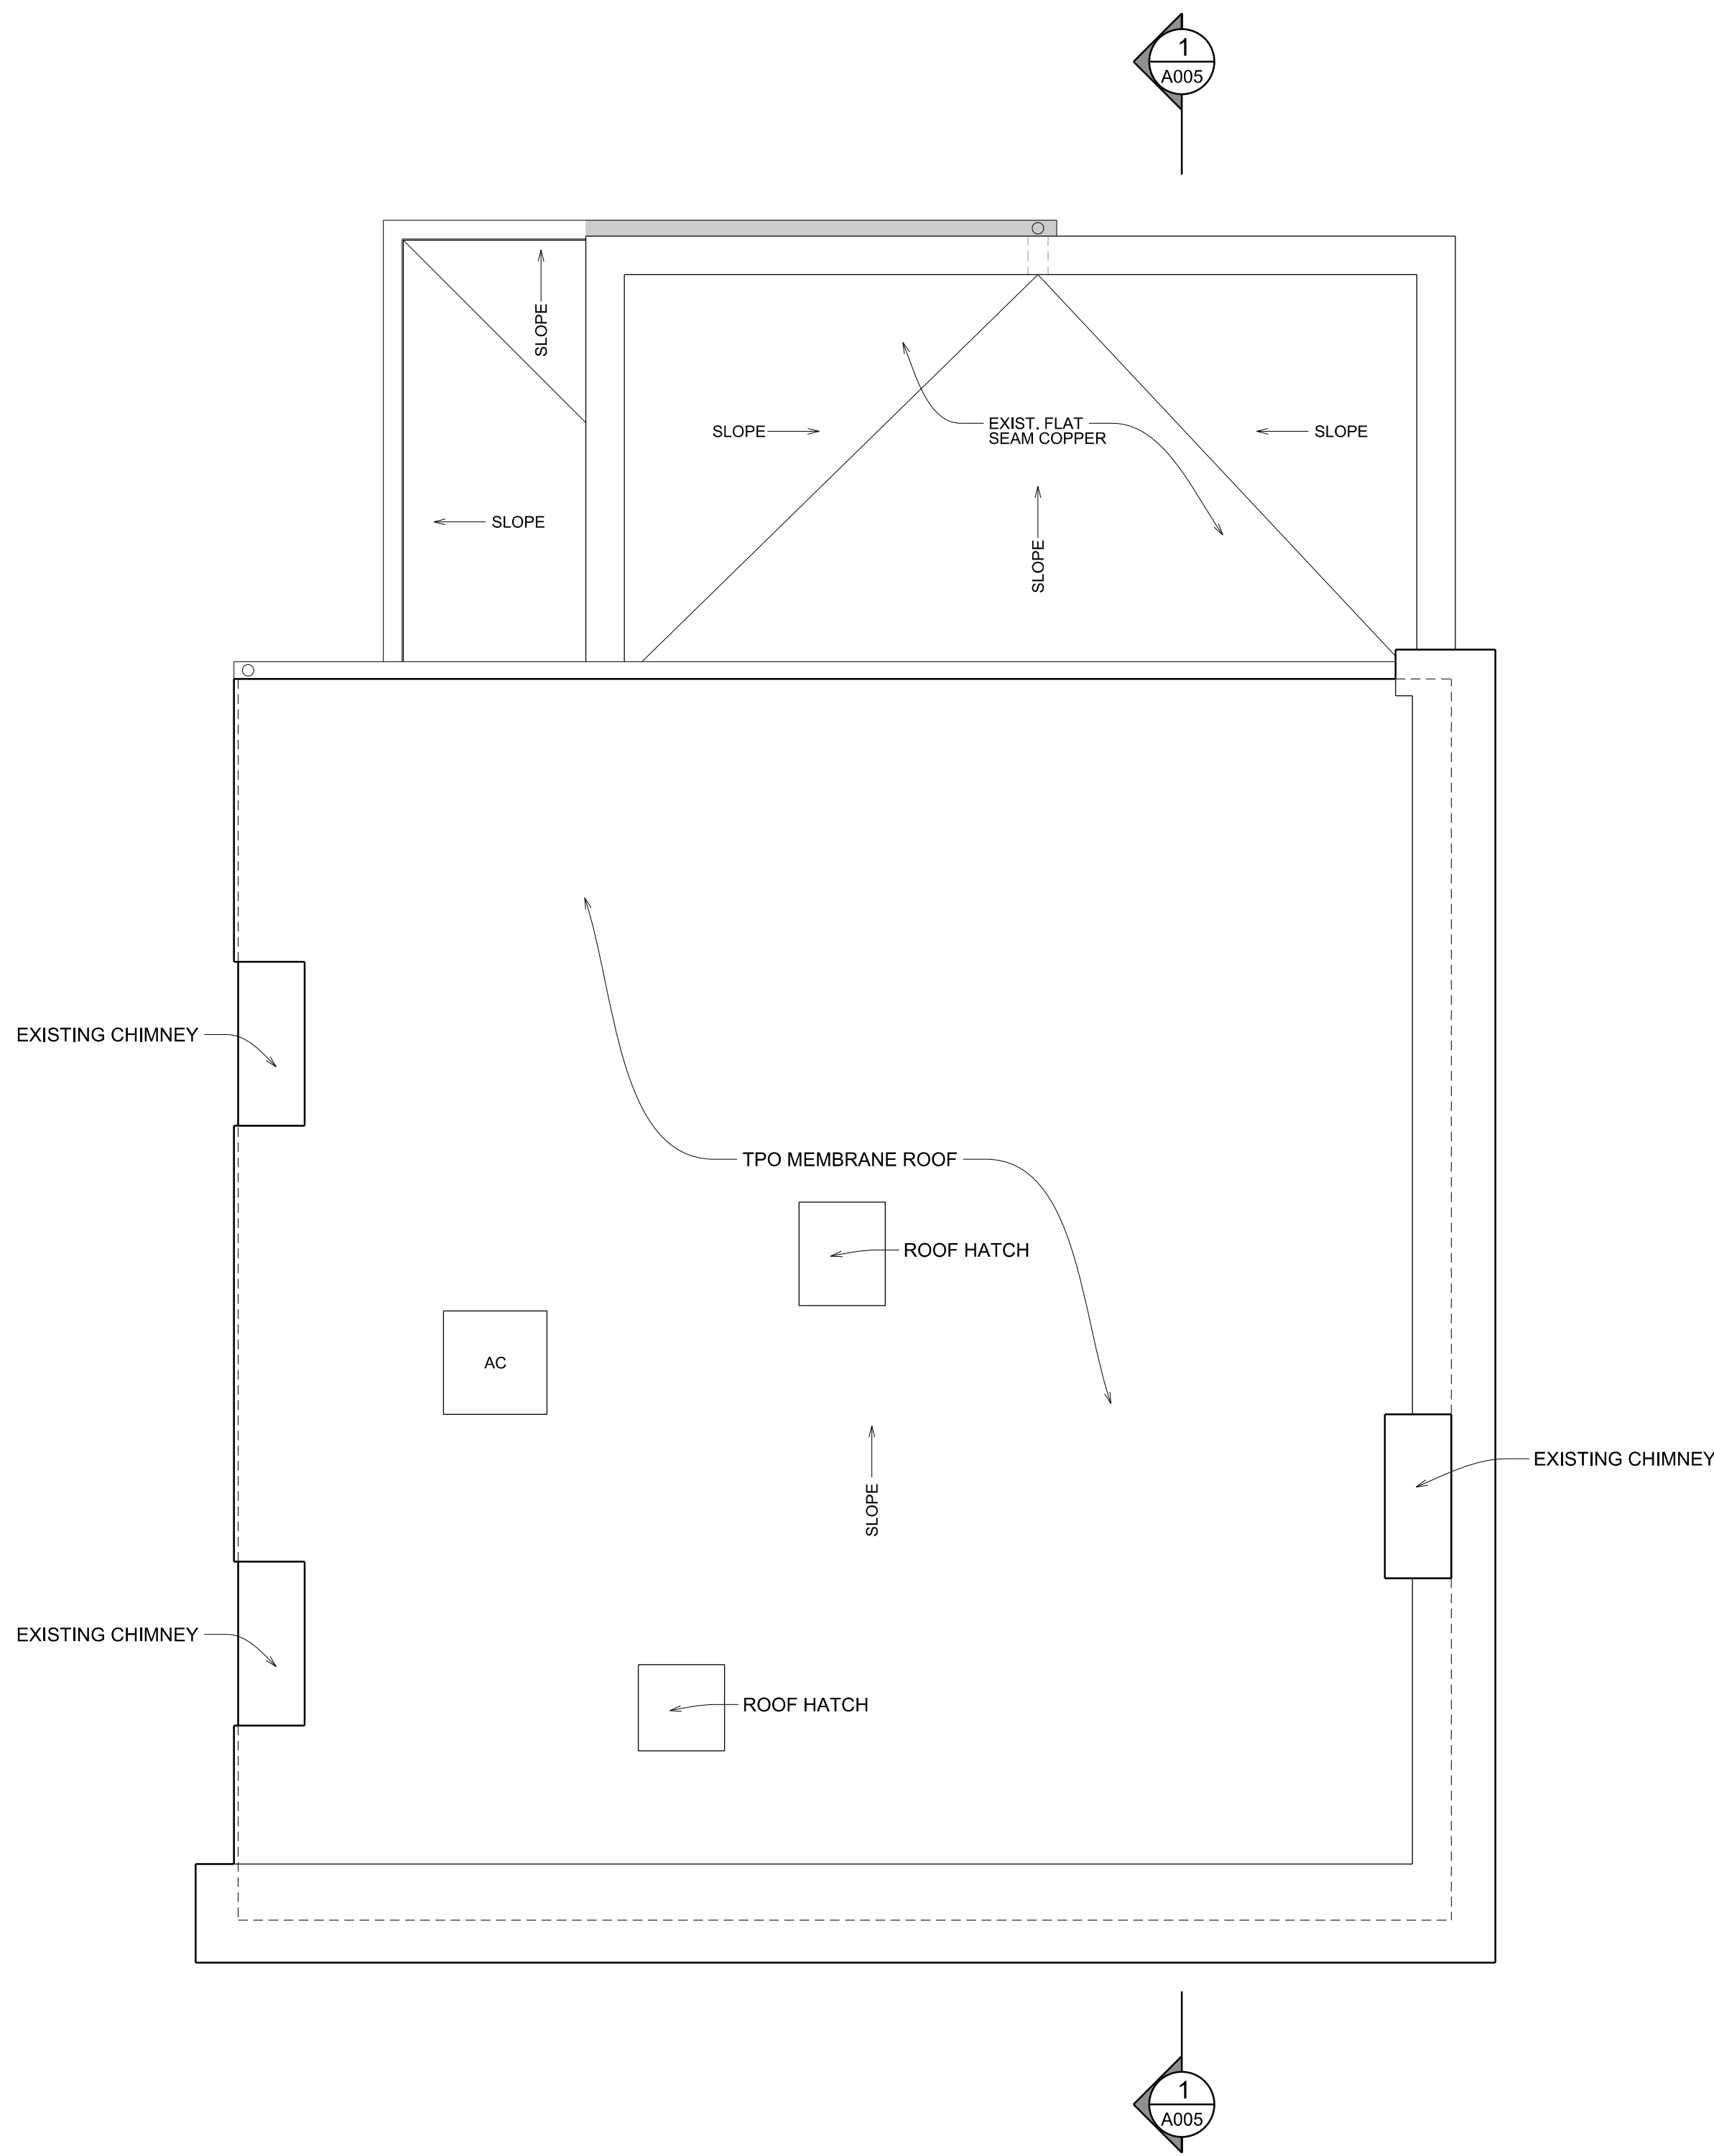 1
A005
SLOPE
SLOPE
EXIST. FLAT
SEAM COPPER
SLOPE
SLOPE
SLOPE
SLOPE
EXISTING CHIMNEY
TPO MEMBRANE ROOF
ROOF HATCH
AC
EXISTING CHIMNEY
SLOPE
EXISTING CHIMNEY
ROOF HATCH
1
A005